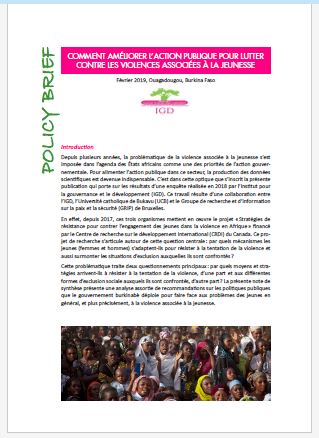 POLICY BRIEF
COMMENT AMÉLIORER L'ACTION PUBLIQUE POUR LUTTER
CONTRE LES VIOLENCES ASSOCIÉES À LA JEUNESSE
Février 2019, Ouagadougou, Burkina Faso
IGD
Introduction
Depuis plusieurs années, la problématique de la violence associée à la jeunesse s'est
imposée dans l'agenda des États africains comme une des priorités de l'action gouver-
nementale. Pour alimenter l'action publique dans ce secteur, la production des données
scientifiques est devenue indispensable. C'est dans cette optique que s'inscrit la présente
publication qui porte sur les résultats d'une enquête réalisée en 2018 par l'Institut pour
la gouvernance et le développement (IGD). Ce travail résulte d'une collaboration entre
l'IGD, l'Université catholique de Bukavu (UCB) et le Groupe de recherche et d'information
sur la paix et la sécurité (GRIP) de Bruxelles.
En effet, depuis 2017, ces trois organismes mettent en œuvre le projet « Stratégies de
résistance pour contrer l'engagement des jeunes dans la violence en Afrique » financé
par le Centre de recherche sur le développement international (CRDI) du Canada. Ce pro-
jet de recherche s'articule autour de cette question centrale : par quels mécanismes les
jeunes (femmes et hommes) s'adaptent-ils pour résister à la tentation de la violence et
aussi surmonter les situations d'exclusion auxquelles ils sont confrontés ?
Cette problématique traite deux questionnements principaux : par quels moyens et stra-
tégies arrivent-ils à résister à la tentation de la violence, d'une part et aux différentes
formes d'exclusion sociale auxquels ils sont confrontés, d'autre part? La présente note de
synthèse présente une analyse assortie de recommandations sur les politiques publiques
que le gouvernement burkinabè déploie pour faire face aux problèmes des jeunes en
général, et plus précisément, à la violence associée à la jeunesse.